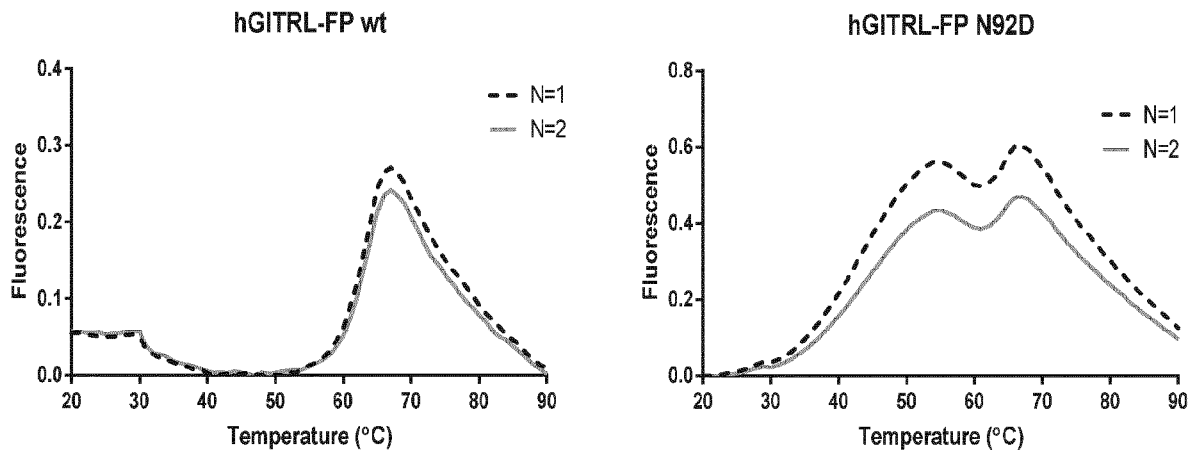 hGITRL-FP wt
0.4
0.3
0.2
0.1
0.0
Fluorescence
20 30 40 50 60 70 80 90
Temperature (°C)
N=1
N=2
hGITRL-FP N92D
0.8
0.6
0.4
0.2
0.0
Fluorescence
20 30 40 50 60 70 80 90
Temperature (°C)
N=1
N=2